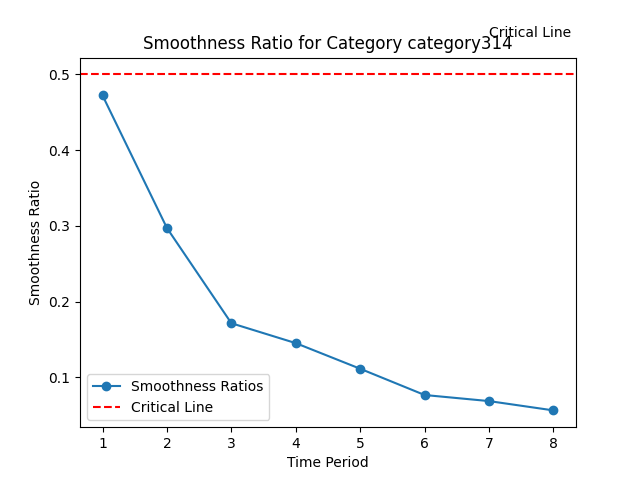 Critical Line
Smoothness Ratio for Category category314
0.5
0.4
0.3
0.2
0.1
Smoothness Ratio
Smoothness Ratios
Critical Line
1 2 3 4 5 6 7 8
Time Period